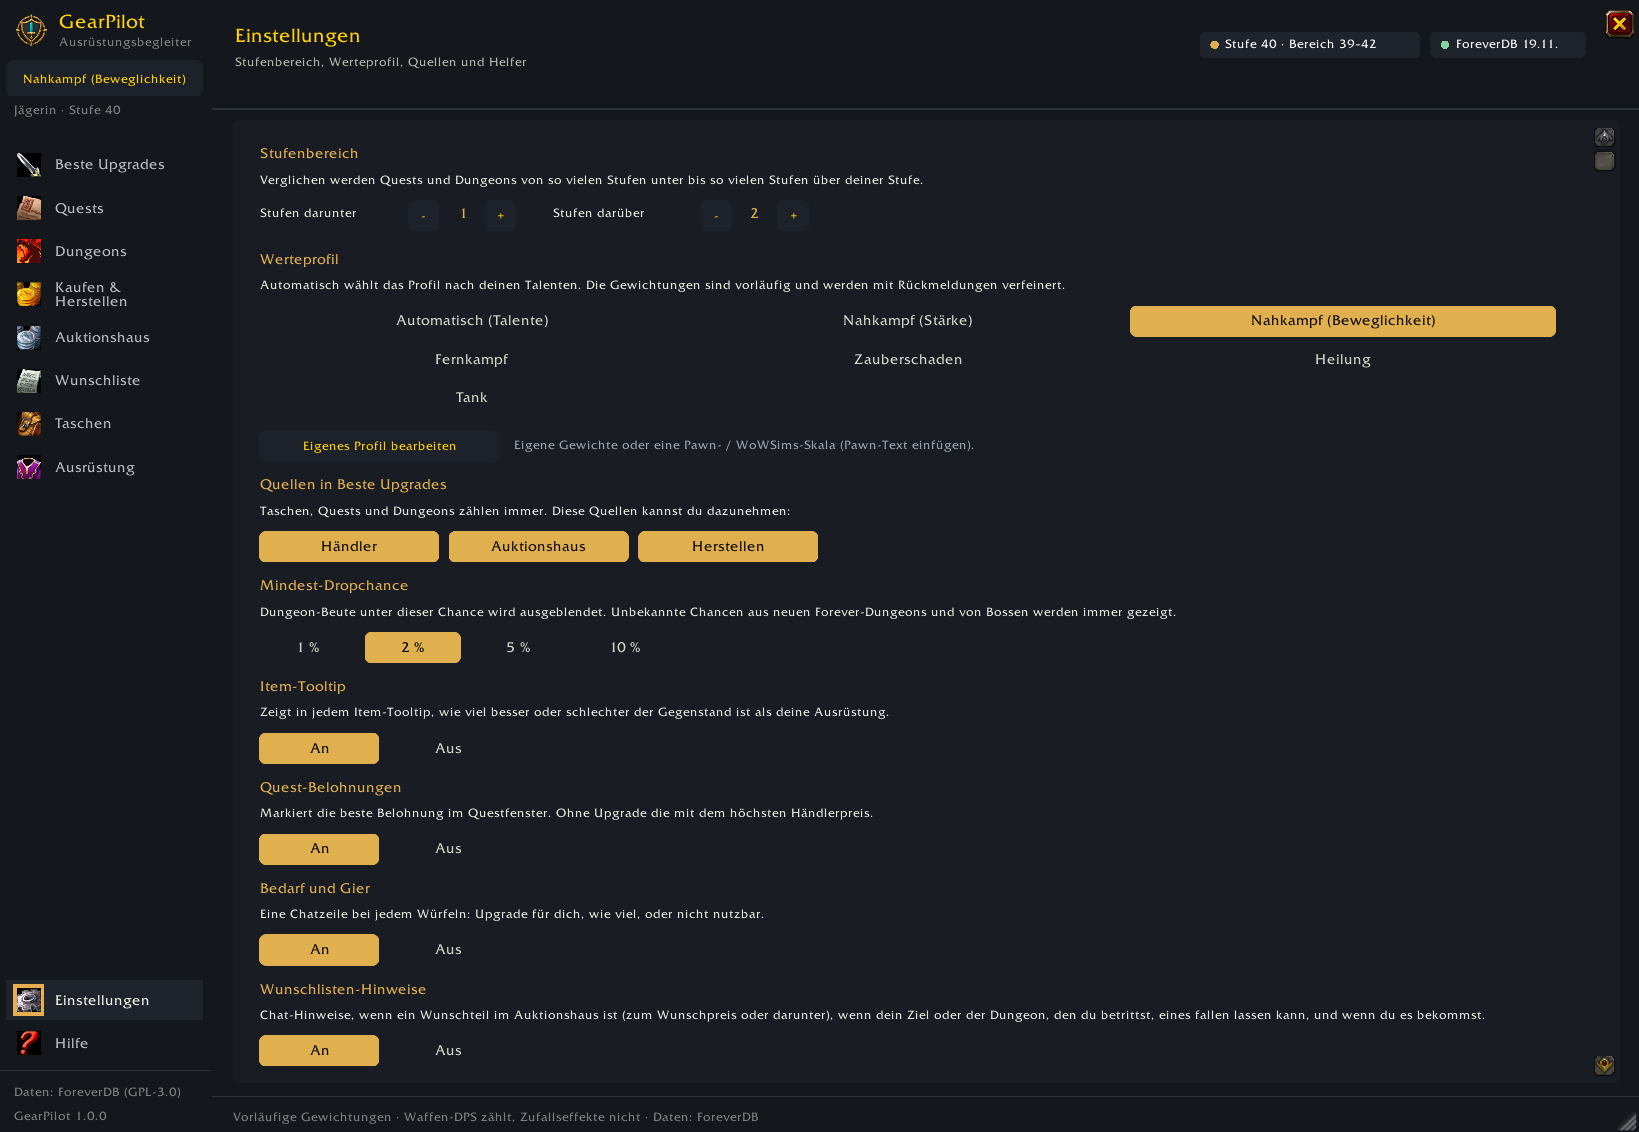 GearPilot
Ausrüstungsbegleiter
Nahkampf (Beweglichkeit)
Jägerin · Stufe 40
Beste Upgrades
Quests
Dungeons
Kaufen &
Herstellen
Auktionshaus
Wunschliste
Taschen
Ausrüstung
Einstellungen
Hilfe
Daten: ForeverDB (GPL-3.0)
GearPilot 1.0.0
Einstellungen
Stufenbereich, Werteprofil, Quellen und Helfer
Stufe 40 · Bereich 39-42
ForeverDB 19.11.
Stufenbereich
Verglichen werden Quests und Dungeons von so vielen Stufen unter bis so vielen Stufen über deiner Stufe.
Stufen darunter - 1 + Stufen darüber - 2 +
Werteprofil
Automatisch wählt das Profil nach deinen Talenten. Die Gewichtungen sind vorläufig und werden mit Rückmeldungen verfeinert.
Automatisch (Talente) Nahkampf (Stärke) Nahkampf (Beweglichkeit)
Fernkampf Zauberschaden Heilung
Tank
Eigenes Profil bearbeiten Eigene Gewichte oder eine Pawn- / WoWSims-Skala (Pawn-Text einfügen).
Quellen in Beste Upgrades
Taschen, Quests und Dungeons zählen immer. Diese Quellen kannst du dazunehmen:
Händler Auktionshaus Herstellen
Mindest-Dropchance
Dungeon-Beute unter dieser Chance wird ausgeblendet. Unbekannte Chancen aus neuen Forever-Dungeons und von Bossen werden immer gezeigt.
1 % 2 % 5 % 10 %
Item-Tooltip
Zeigt in jedem Item-Tooltip, wie viel besser oder schlechter der Gegenstand ist als deine Ausrüstung.
An Aus
Quest-Belohnungen
Markiert die beste Belohnung im Questfenster. Ohne Upgrade die mit dem höchsten Händlerpreis.
An Aus
Bedarf und Gier
Eine Chatzeile bei jedem Würfeln: Upgrade für dich, wie viel, oder nicht nutzbar.
An Aus
Wunschlisten-Hinweise
Chat-Hinweise, wenn ein Wunschteil im Auktionshaus ist (zum Wunschpreis oder darunter), wenn dein Ziel oder der Dungeon, den du betrittst, eines fallen lassen kann, und wenn du es bekommst.
An Aus
Vorläufige Gewichtungen · Waffen-DPS zählt, Zufallseffekte nicht · Daten: ForeverDB